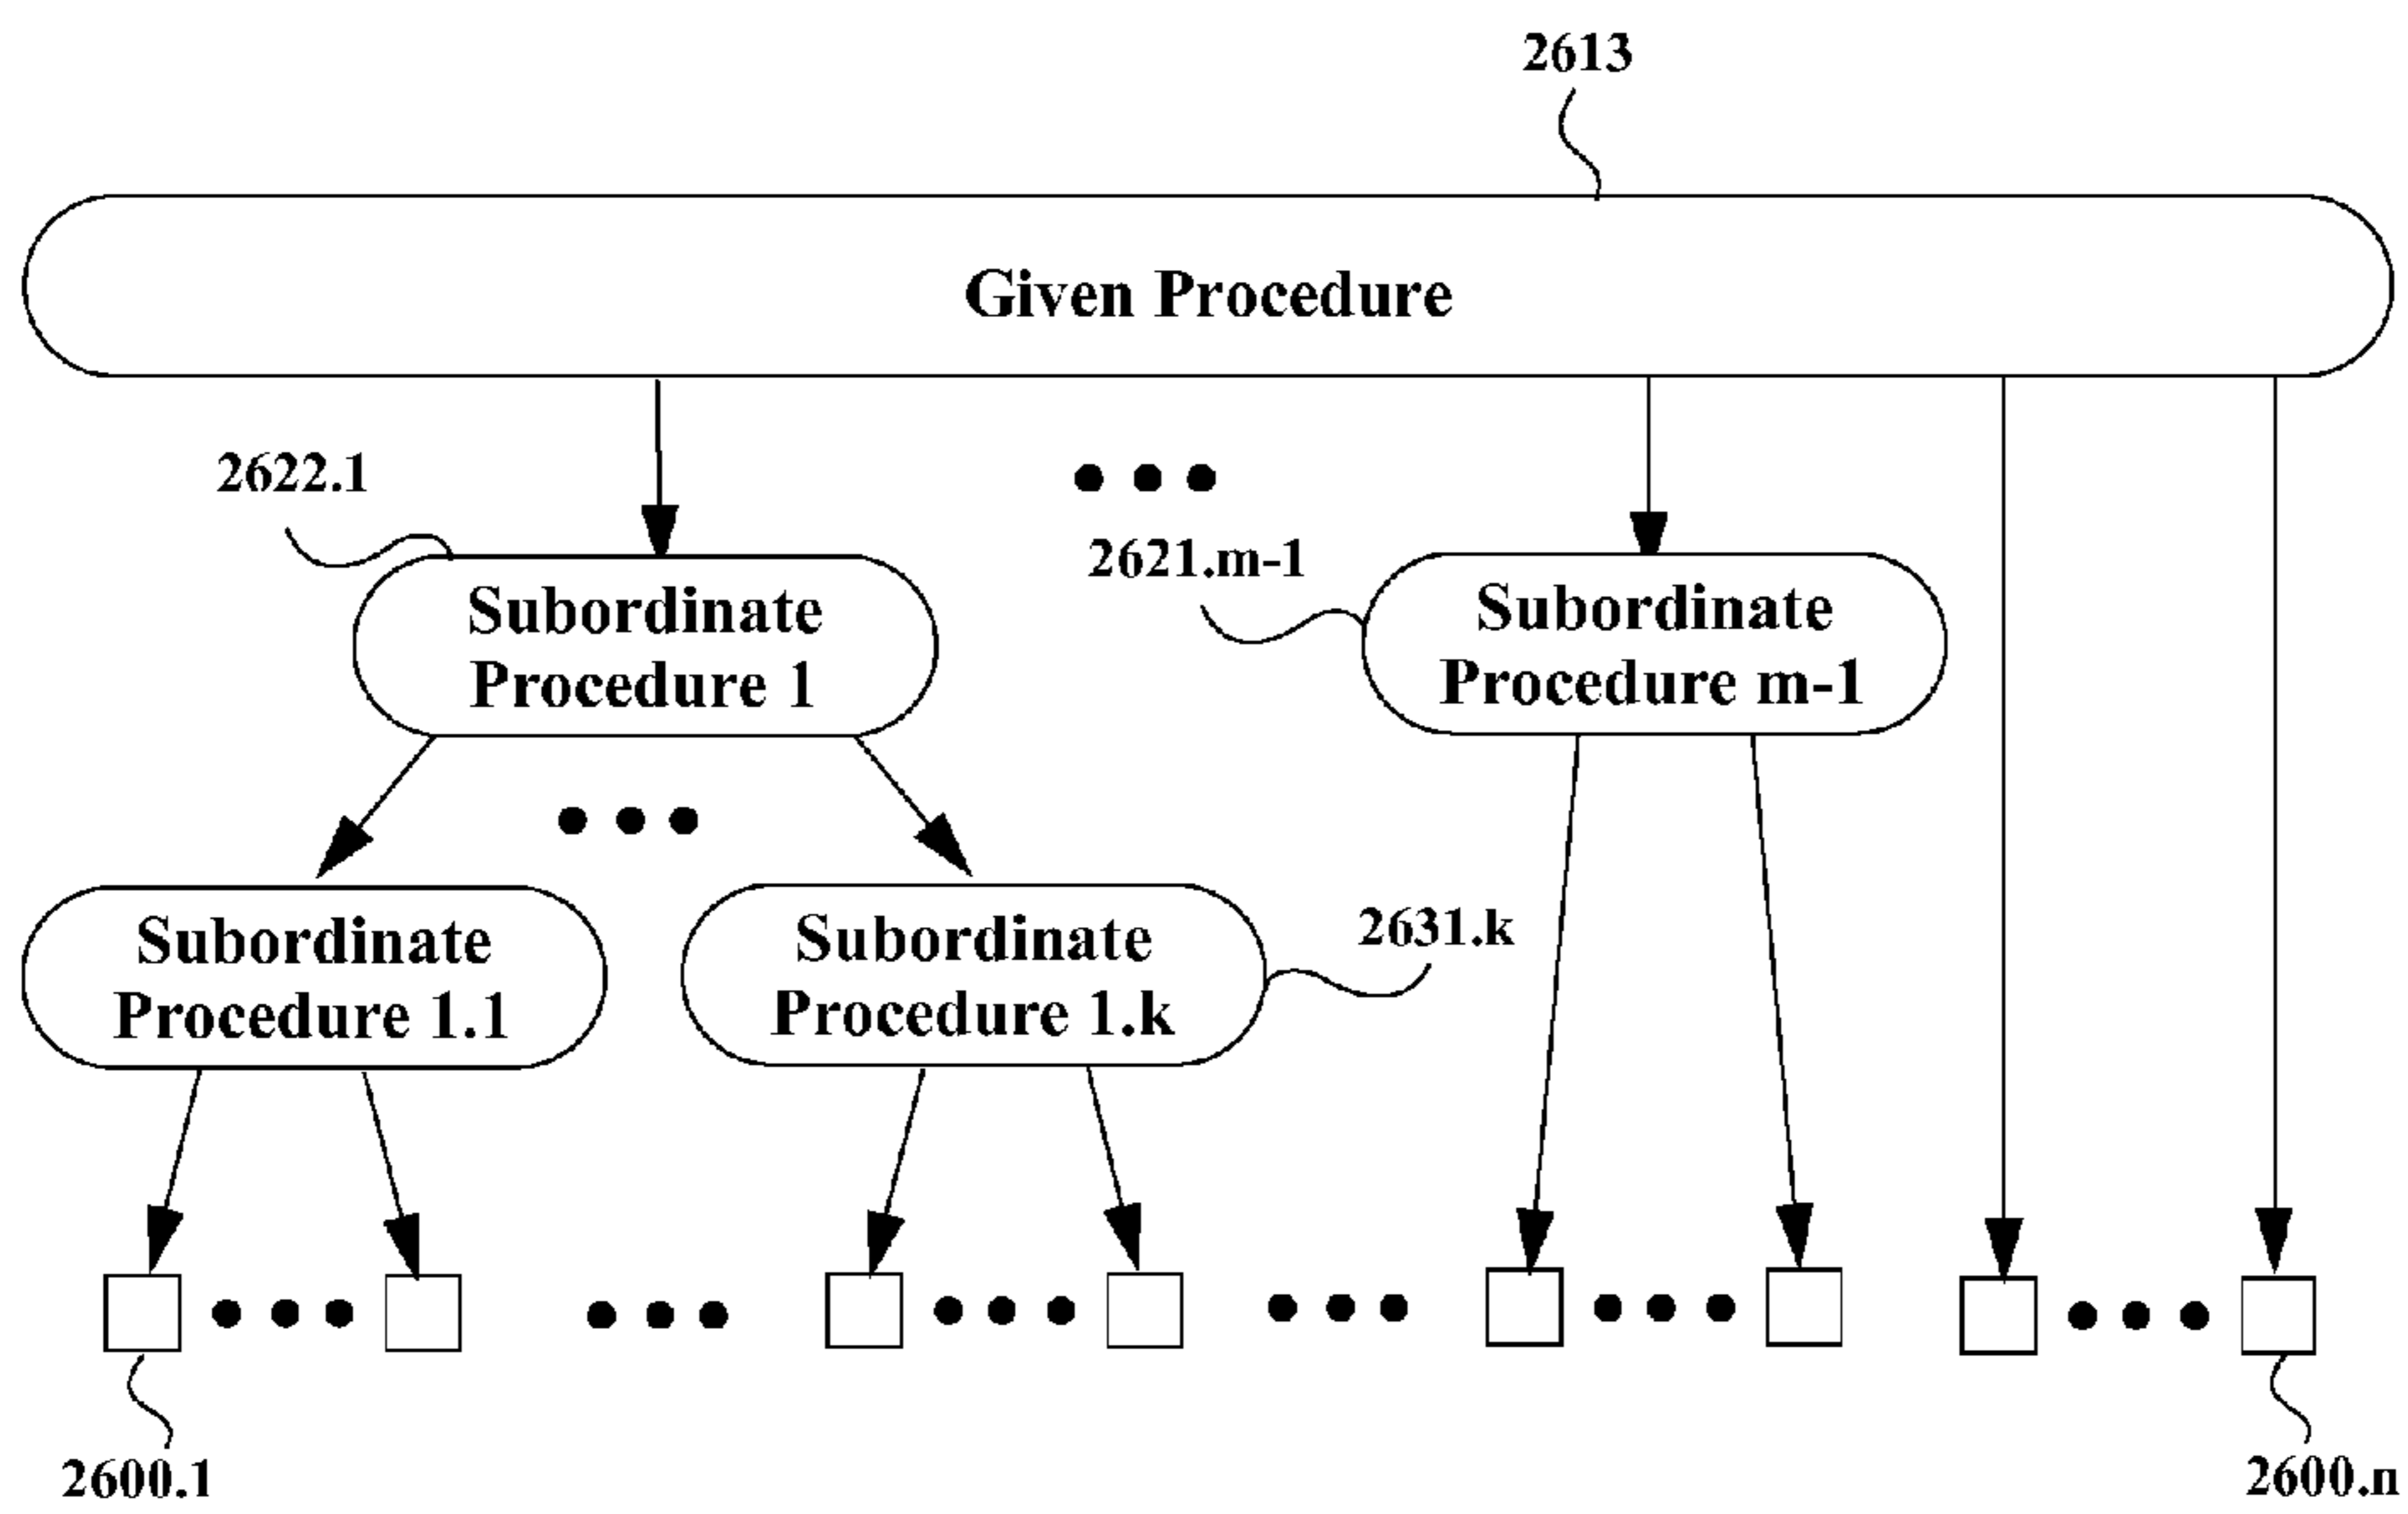 2613
Given Procedure
2622.1
2621.m-1
Subordinate
Procedure 1
Subordinate
Procedure m-1
Subordinate
Procedure 1.1
Subordinate
Procedure 1.k
2631.k
2600.1
2600.n